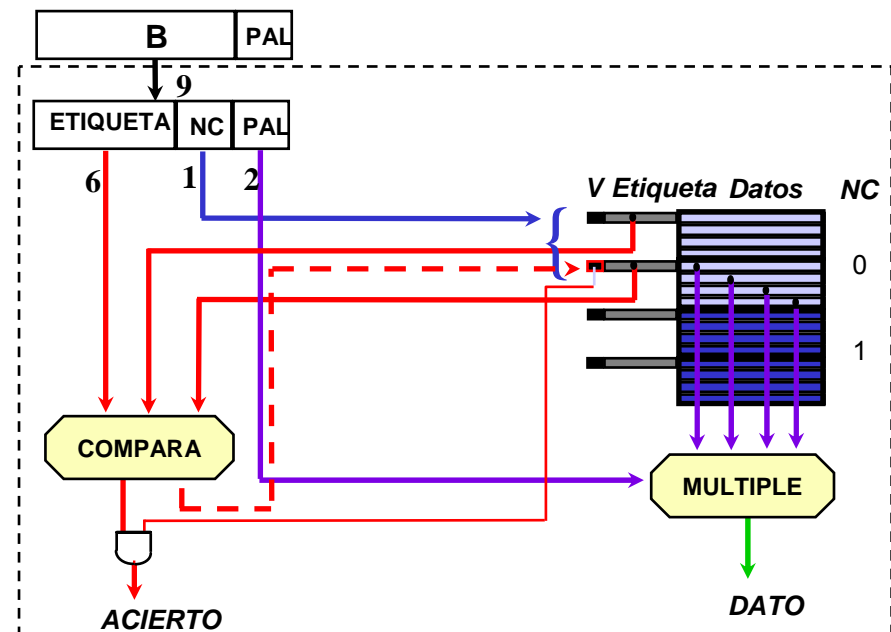 B PAL
9
ETIQUETA NC PAL
6 1 2
V Etiqueta Datos NC
0
1
COMPARA
MULTIPLE
ACIERTO
DATO